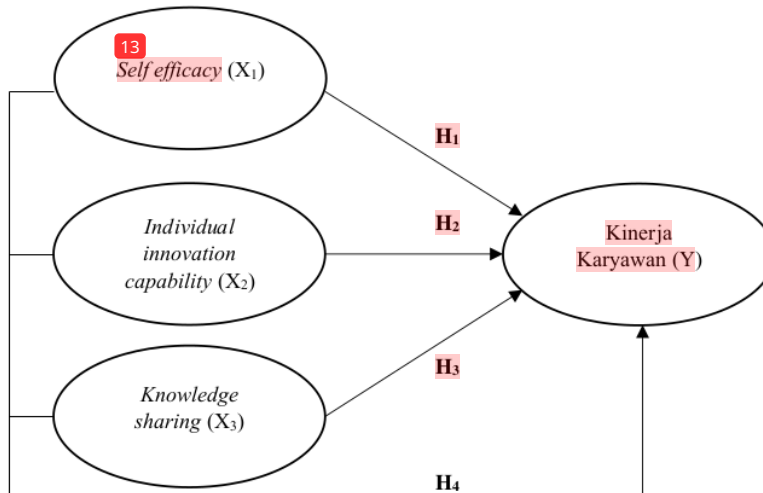 13
Self efficacy (X₁)
H₁
Individual
innovation
capability (X₂)
H₂
Kinerja
Karyawan (Y)
H₃
Knowledge
sharing (X₃)
H₄